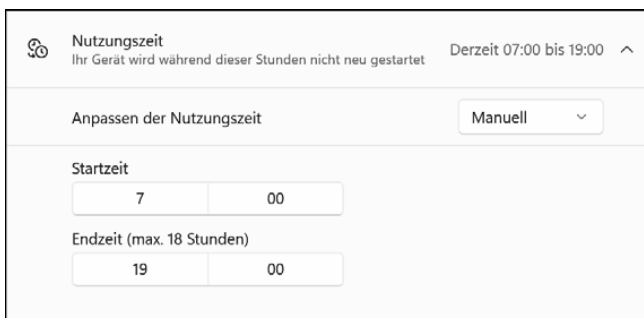 Nutzungszeit
Ihr Gerät wird während dieser Stunden nicht neu gestartet
Derzeit 07:00 bis 19:00
Anpassen der Nutzungszeit
Manuell
Startzeit
7 00
Endzeit (max. 18 Stunden)
19 00